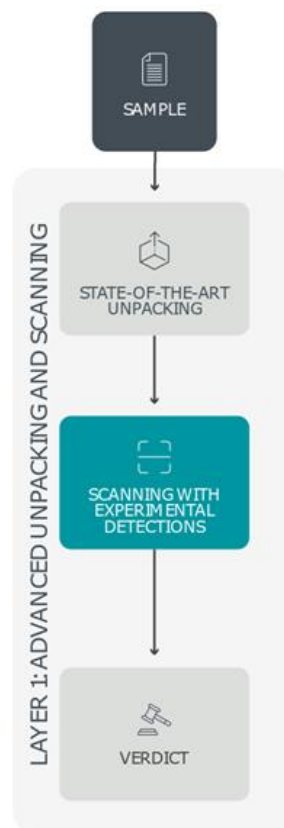 SAMPLE
LAYER 1: ADVANCED UNPACKING AND SCANNING
STATE-OF-THE-ART
UNPACKING
SCANNING WITH
EXPERIMENTAL
DETECTIONS
VERDICT